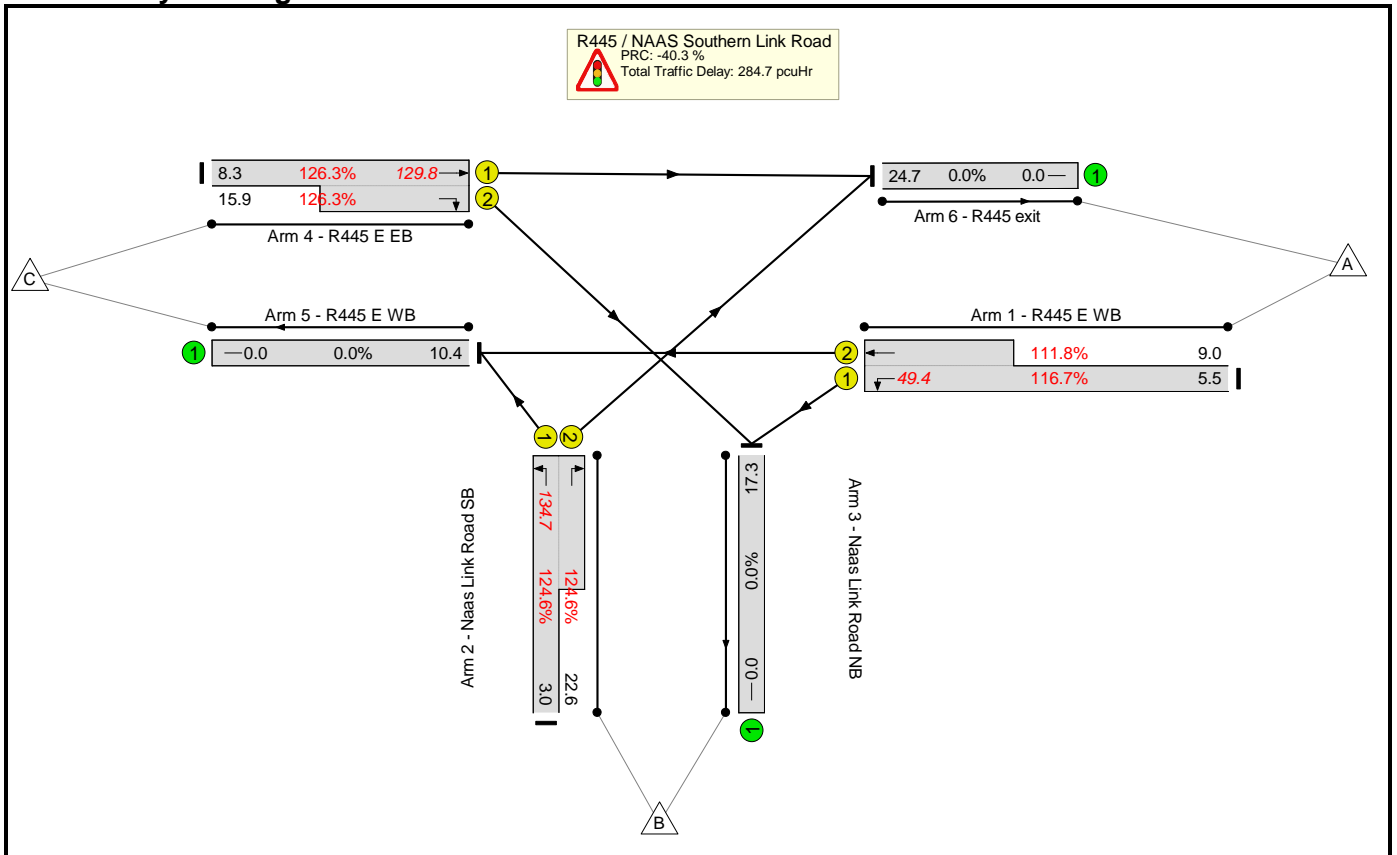 R445 / NAAS Southern Link Road
PRC: -40.3 %
Total Traffic Delay: 284.7 pcuHr
8.3 126.3% 129.8 1
15.9 126.3% 2
Arm 4 - R445 E EB
24.7 0.0% 0.0 1
Arm 6 - R445 exit
C
A
Arm 5 - R445 E WB
1 0.0 0.0% 10.4
Arm 1 - R445 E WB
2 111.8% 9.0
1 49.4 116.7% 5.5
1 2
Arm 2 - Naas Link Road SB
134.7 124.6% 3.0
124.6% 22.6
17.3 0.0% 0.0
1
Arm 3 - Naas Link Road NB
B